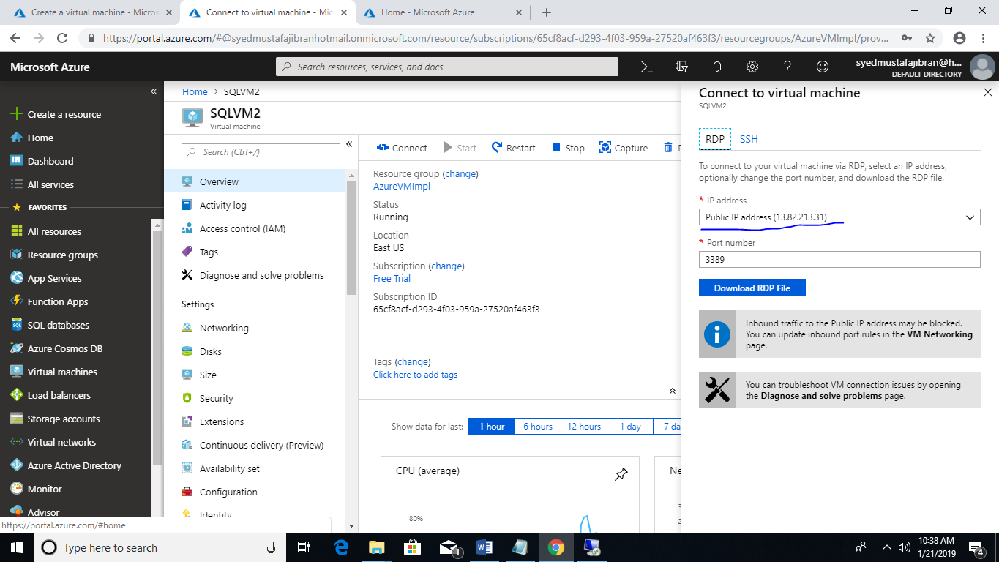 Create a virtual machine - Micros
Connect to virtual machine - Mic
Home - Microsoft Azure
https://portal.azure.com/#@syedmustafajibranhotmail.onmicrosoft.com/resource/subscriptions/65cf8acf-d293-4f03-959a-27520af463f3/resourcegroups/AzureVMImpl/prov...
Microsoft Azure
Search resources, services, and docs
syedmustafajibran@h...
DEFAULT DIRECTORY
Create a resource
Home
Dashboard
All services
FAVORITES
All resources
Resource groups
App Services
Function Apps
SQL databases
Azure Cosmos DB
Virtual machines
Load balancers
Storage accounts
Virtual networks
Azure Active Directory
Monitor
Advisor
https://portal.azure.com/#home
Home > SQLVM2
SQLVM2
Virtual machine
Search (Ctrl+/)
Overview
Activity log
Access control (IAM)
Tags
Diagnose and solve problems
Settings
Networking
Disks
Size
Security
Extensions
Continuous delivery (Preview)
Availability set
Configuration
Identity
Connect
Start
Restart
Stop
Capture
D
Resource group (change)
AzureVMImpl
Status
Running
Location
East US
Subscription (change)
Free Trial
Subscription ID
65cf8acf-d293-4f03-959a-27520af463f3
Tags (change)
Click here to add tags
Show data for last:
1 hour
6 hours
12 hours
1 day
7 da
CPU (average)
80%
Ne
Connect to virtual machine
SQLVM2
RDP
SSH
To connect to your virtual machine via RDP, select an IP address,
optionally change the port number, and download the RDP file.
* IP address
Public IP address (13.82.213.31)
* Port number
3389
Download RDP File
Inbound traffic to the Public IP address may be blocked.
You can update inbound port rules in the VM Networking
page.
You can troubleshoot VM connection issues by opening
the Diagnose and solve problems page.
Type here to search
1
10:38 AM
1/21/2019
4